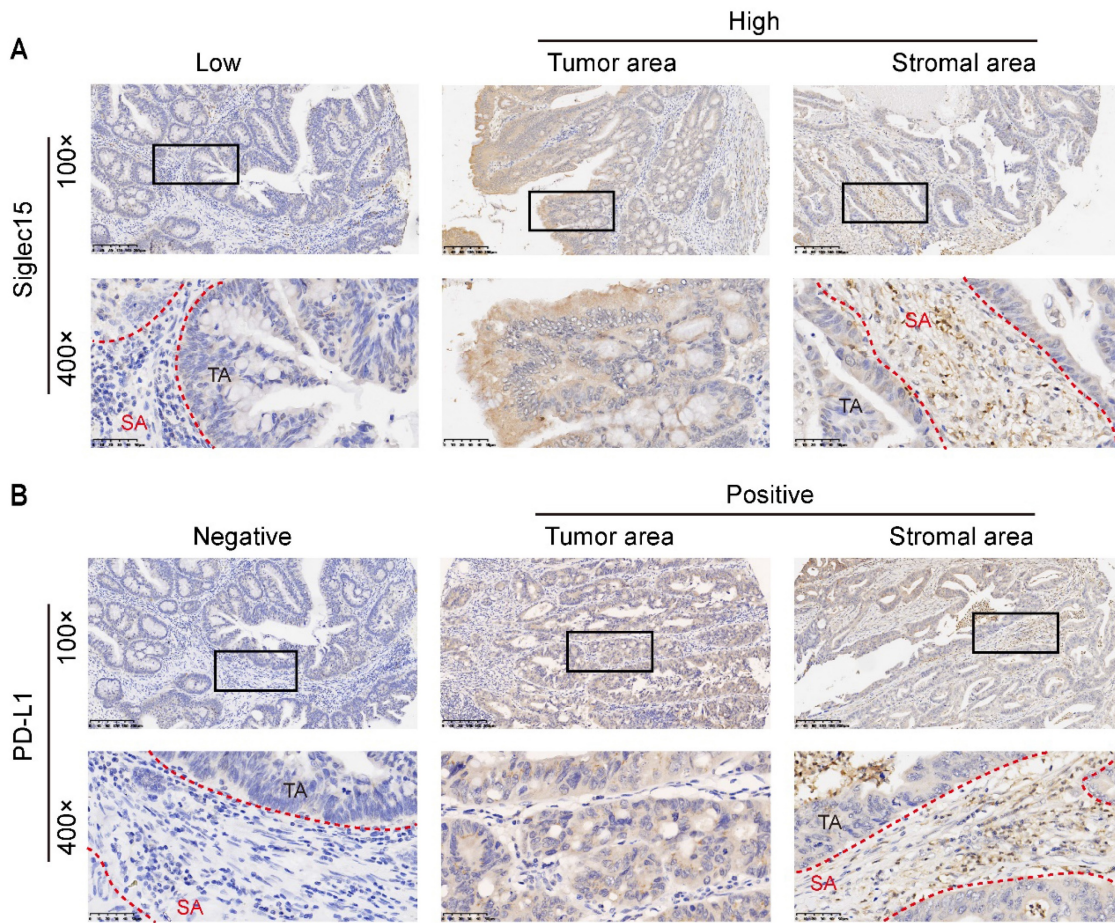 A
High
Low
Tumor area
Stromal area
Siglec15
100×
400×
SA
TA
SA
TA
B
Positive
Negative
Tumor area
Stromal area
PD-L1
100×
400×
TA
SA
TA
SA